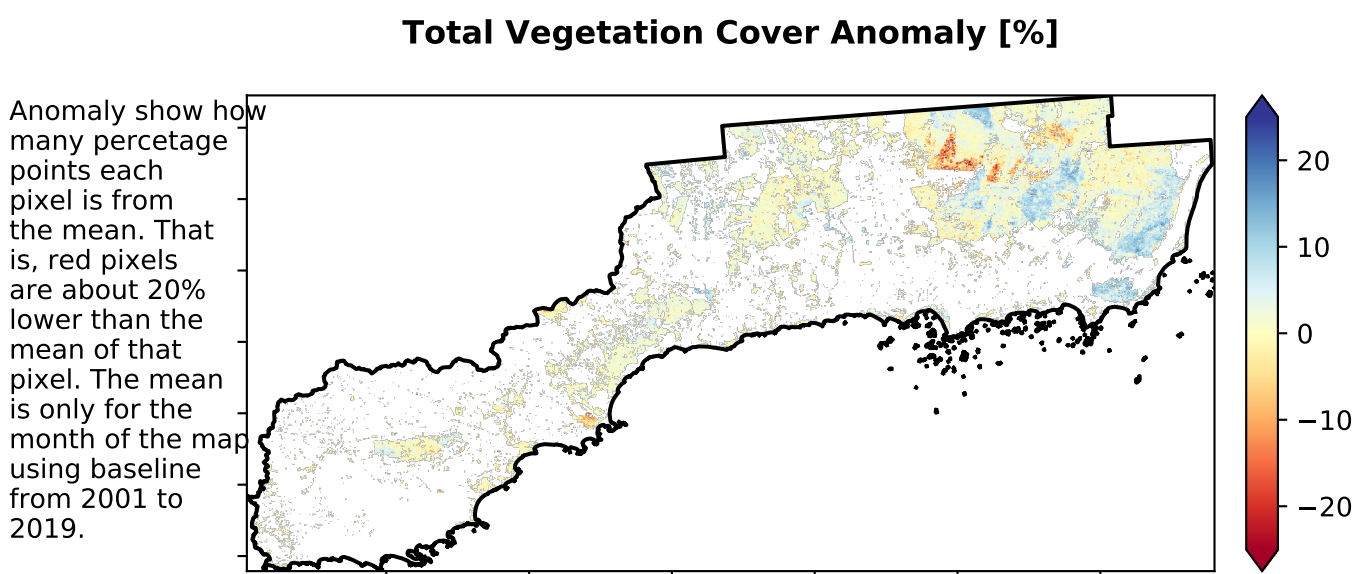 Total Vegetation Cover Anomaly [%]
Anomaly show how
many percetage
points each
pixel is from
the mean. That
is, red pixels
are about 20%
lower than the
mean of that
pixel. The mean
is only for the
month of the map
using baseline
from 2001 to
2019.
20
10
0
−10
−20